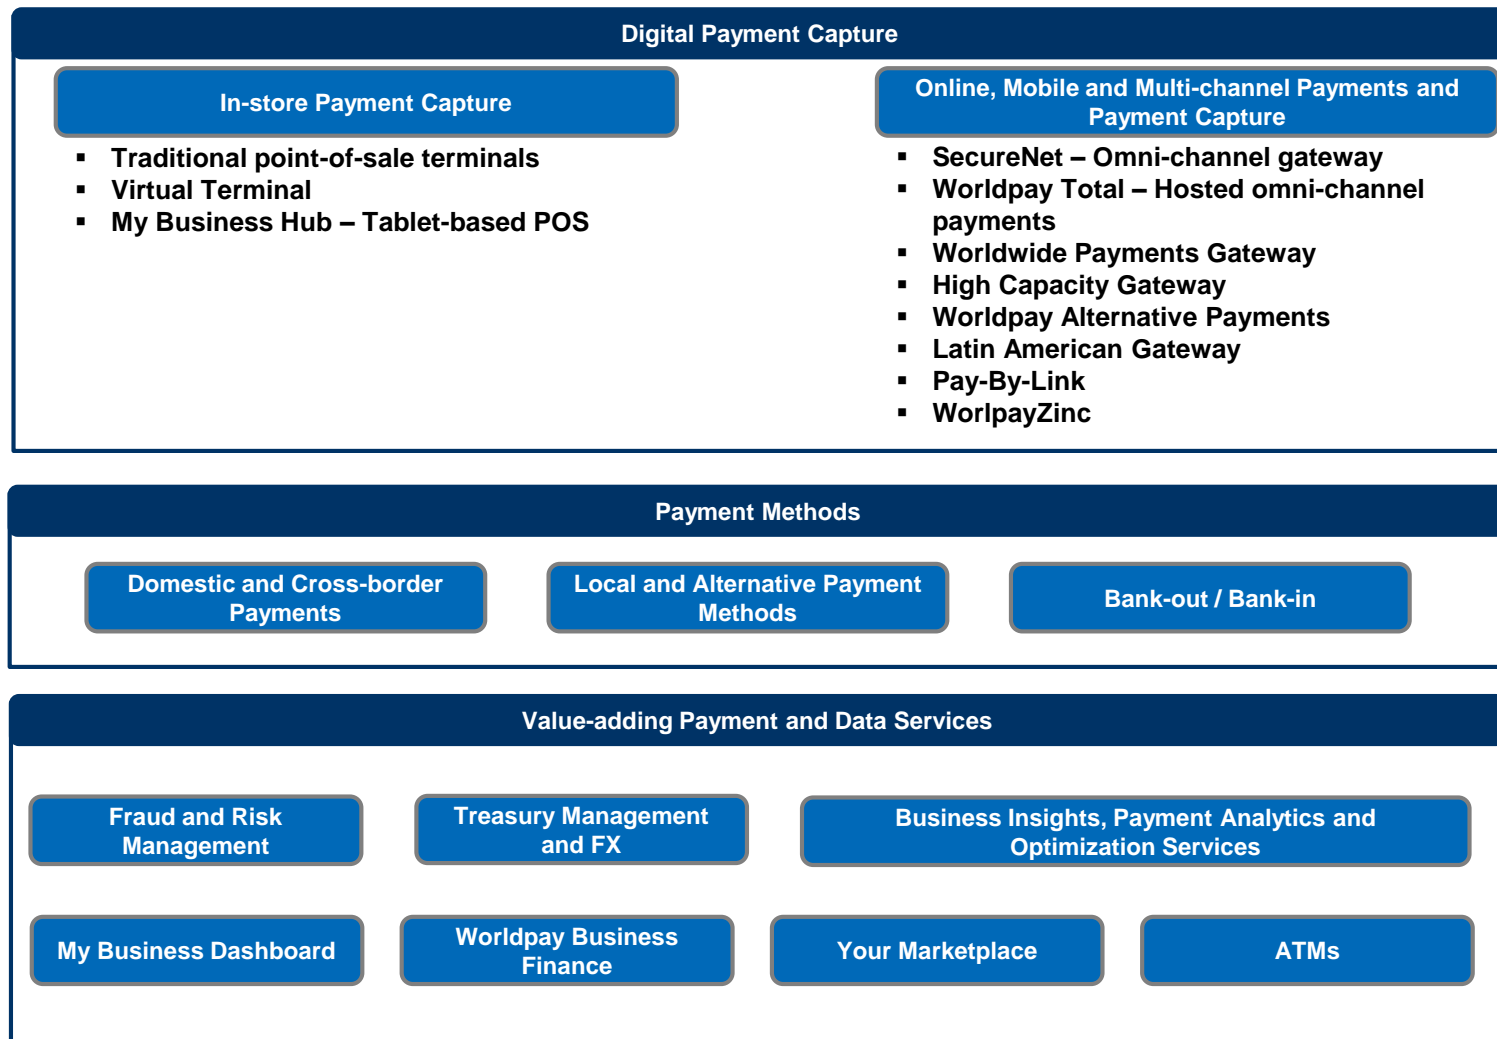 Digital Payment Capture
In-store Payment Capture
▪ Traditional point-of-sale terminals
▪ Virtual Terminal
▪ My Business Hub – Tablet-based POS
Online, Mobile and Multi-channel Payments and
Payment Capture
▪ SecureNet – Omni-channel gateway
▪ Worldpay Total – Hosted omni-channel
payments
▪ Worldwide Payments Gateway
▪ High Capacity Gateway
▪ Worldpay Alternative Payments
▪ Latin American Gateway
▪ Pay-By-Link
▪ WorlpayZinc
Payment Methods
Domestic and Cross-border
Payments
Local and Alternative Payment
Methods
Bank-out / Bank-in
Value-adding Payment and Data Services
Fraud and Risk
Management
Treasury Management
and FX
Business Insights, Payment Analytics and
Optimization Services
My Business Dashboard
Worldpay Business
Finance
Your Marketplace
ATMs